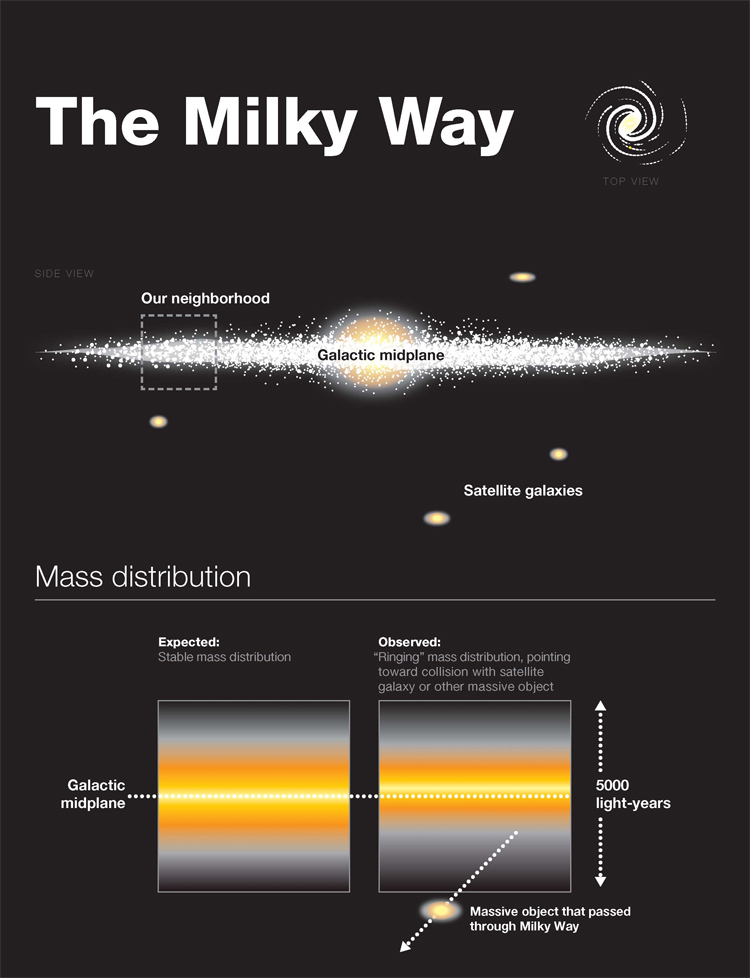 The Milky Way
TOP VIEW
SIDE VIEW
Our neighborhood
Galactic midplane
Satellite galaxies
Mass distribution
Expected:
Stable mass distribution
Observed:
“Ringing” mass distribution, pointing
toward collision with satellite
galaxy or other massive object
Galactic
midplane
5000
light-years
Massive object that passed
through Milky Way